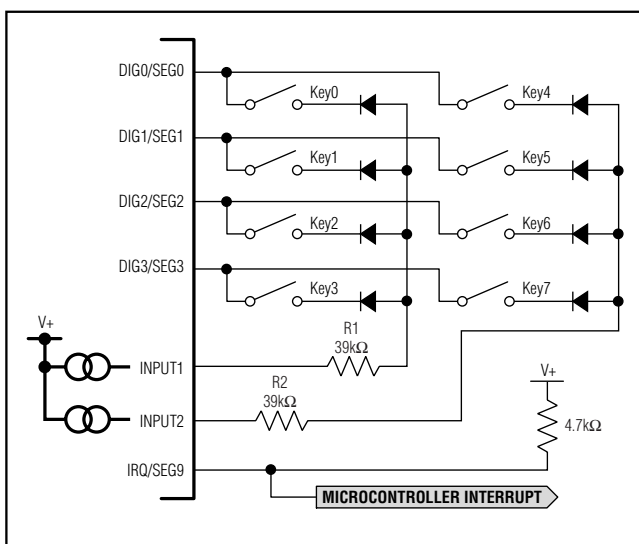 DIG0/SEG0
Key0
Key4
DIG1/SEG1
Key1
Key5
DIG2/SEG2
Key2
Key6
DIG3/SEG3
Key3
Key7
V+
R1
39kΩ
INPUT1
R2
39kΩ
V+
INPUT2
4.7kΩ
IRQ/SEG9
MICROCONTROLLER INTERRUPT